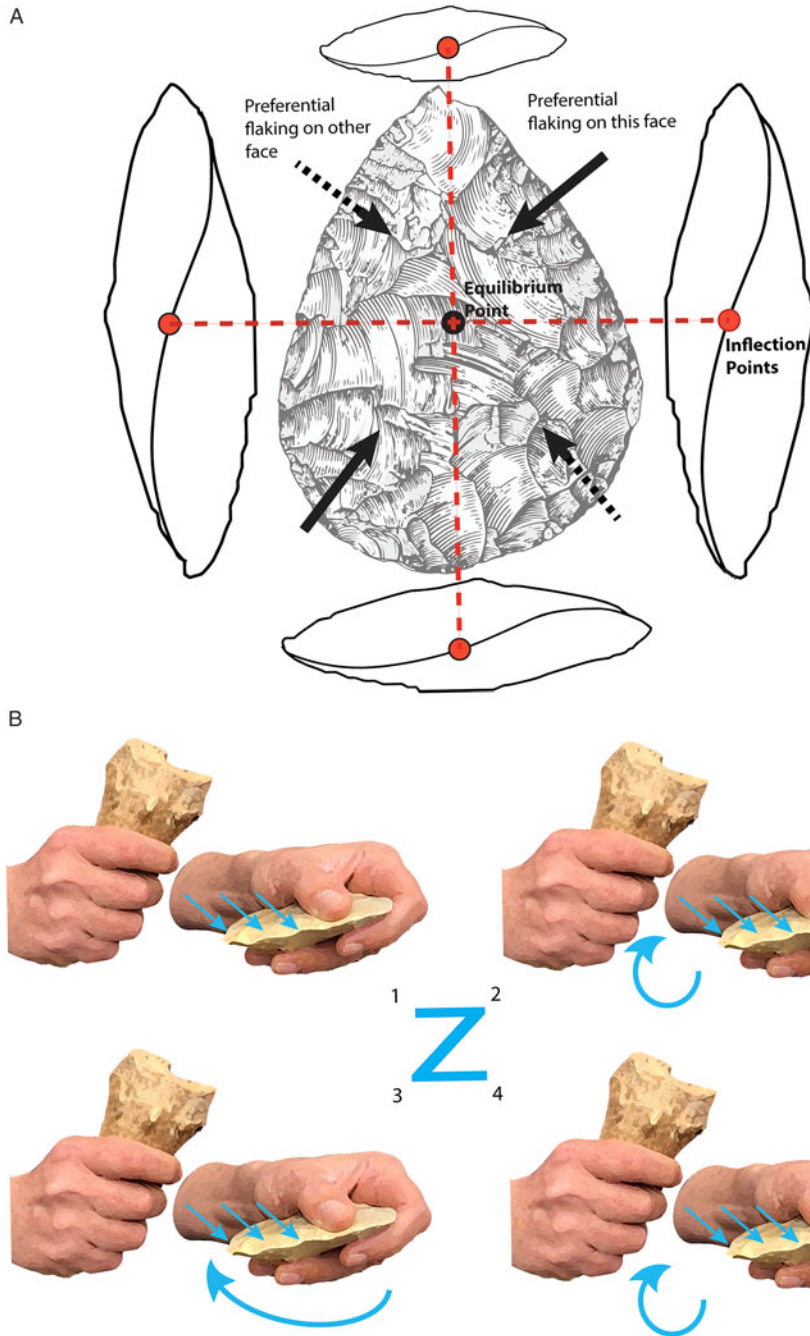 A
Preferential
flaking on other
face
Preferential
flaking on this face
Equilibrium
Point
Inflection
Points
B
1
2
Z
3
4